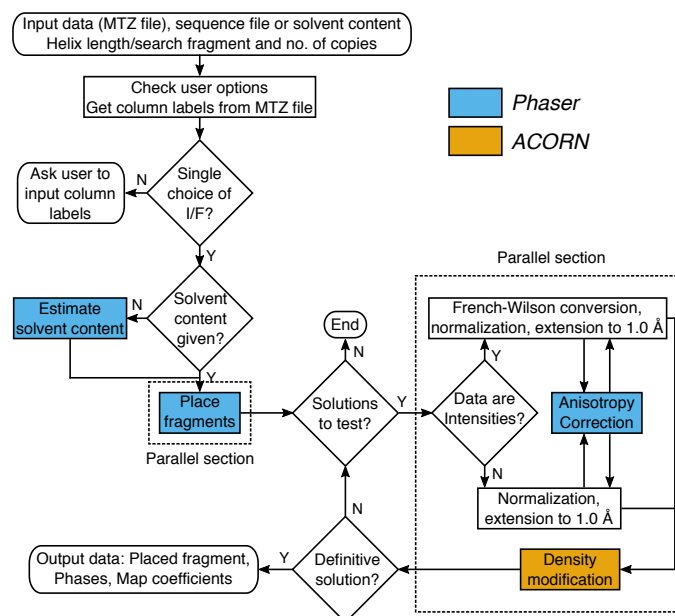 Input data (MTZ file), sequence file or solvent content
Helix length/search fragment and no. of copies
Check user options
Get column labels from MTZ file
Phaser
ACORN
Ask user to
input column
labels
N
Single
choice of
I/F?
Y
Parallel section
Estimate
solvent content
N
Solvent
content
given?
Y
End
N
French-Wilson conversion,
normalization, extension to 1.0 Å
Y
Place
fragments
Parallel section
Solutions
to test?
Y
Data are
Intensities?
Anisotropy
Correction
N
Normalization,
extension to 1.0 Å
N
Output data: Placed fragment,
Phases, Map coefficients
Y
Definitive
solution?
Density
modification